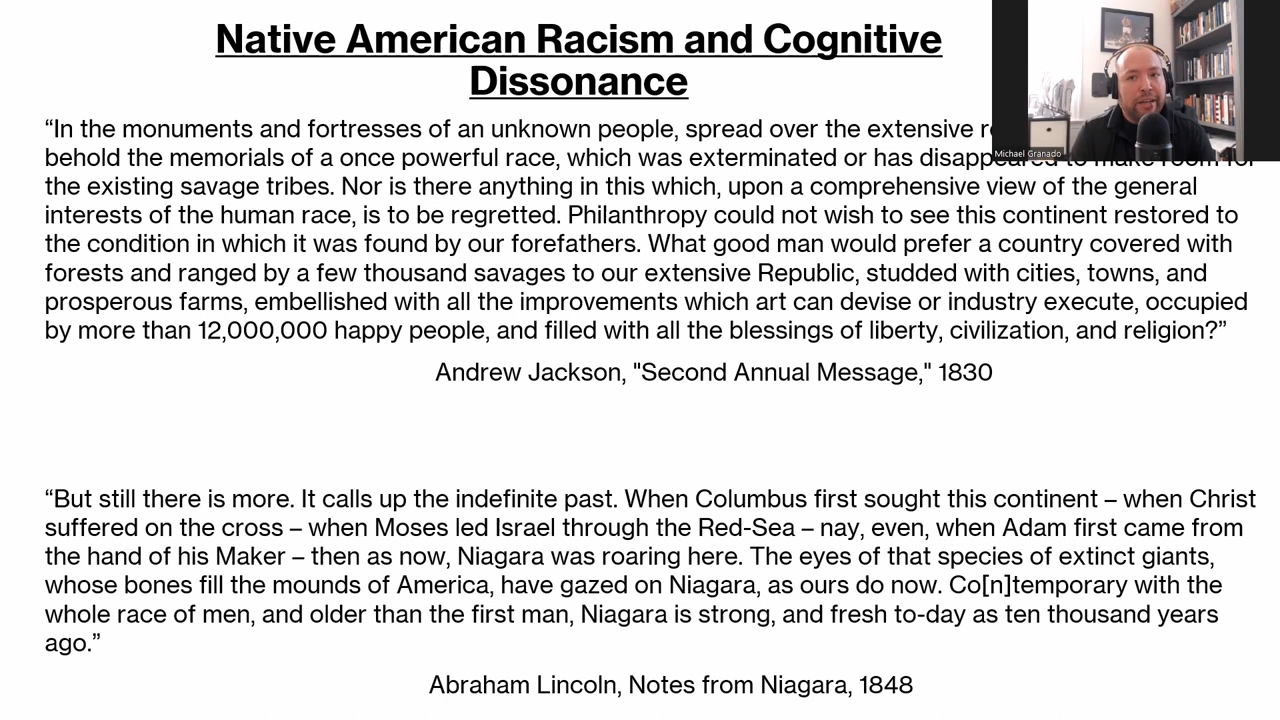 Native American Racism and Cognitive
Dissonance
“In the monuments and fortresses of an unknown people, spread over the extensive
behold the memorials of a once powerful race, which was exterminated or has disappeared to make room for
the existing savage tribes. Nor is there anything in this which, upon a comprehensive view of the general
interests of the human race, is to be regretted. Philanthropy could not wish to see this continent restored to
the condition in which it was found by our forefathers. What good man would prefer a country covered with
forests and ranged by a few thousand savages to our extensive Republic, studded with cities, towns, and
prosperous farms, embellished with all the improvements which art can devise or industry execute, occupied
by more than 12,000,000 happy people, and filled with all the blessings of liberty, civilization, and religion?”
Andrew Jackson, "Second Annual Message," 1830
“But still there is more. It calls up the indefinite past. When Columbus first sought this continent – when Christ
suffered on the cross – when Moses led Israel through the Red-Sea – nay, even, when Adam first came from
the hand of his Maker – then as now, Niagara was roaring here. The eyes of that species of extinct giants,
whose bones fill the mounds of America, have gazed on Niagara, as ours do now. Co[n]temporary with the
whole race of men, and older than the first man, Niagara is strong, and fresh to-day as ten thousand years
ago.”
Abraham Lincoln, Notes from Niagara, 1848
Michael Granado